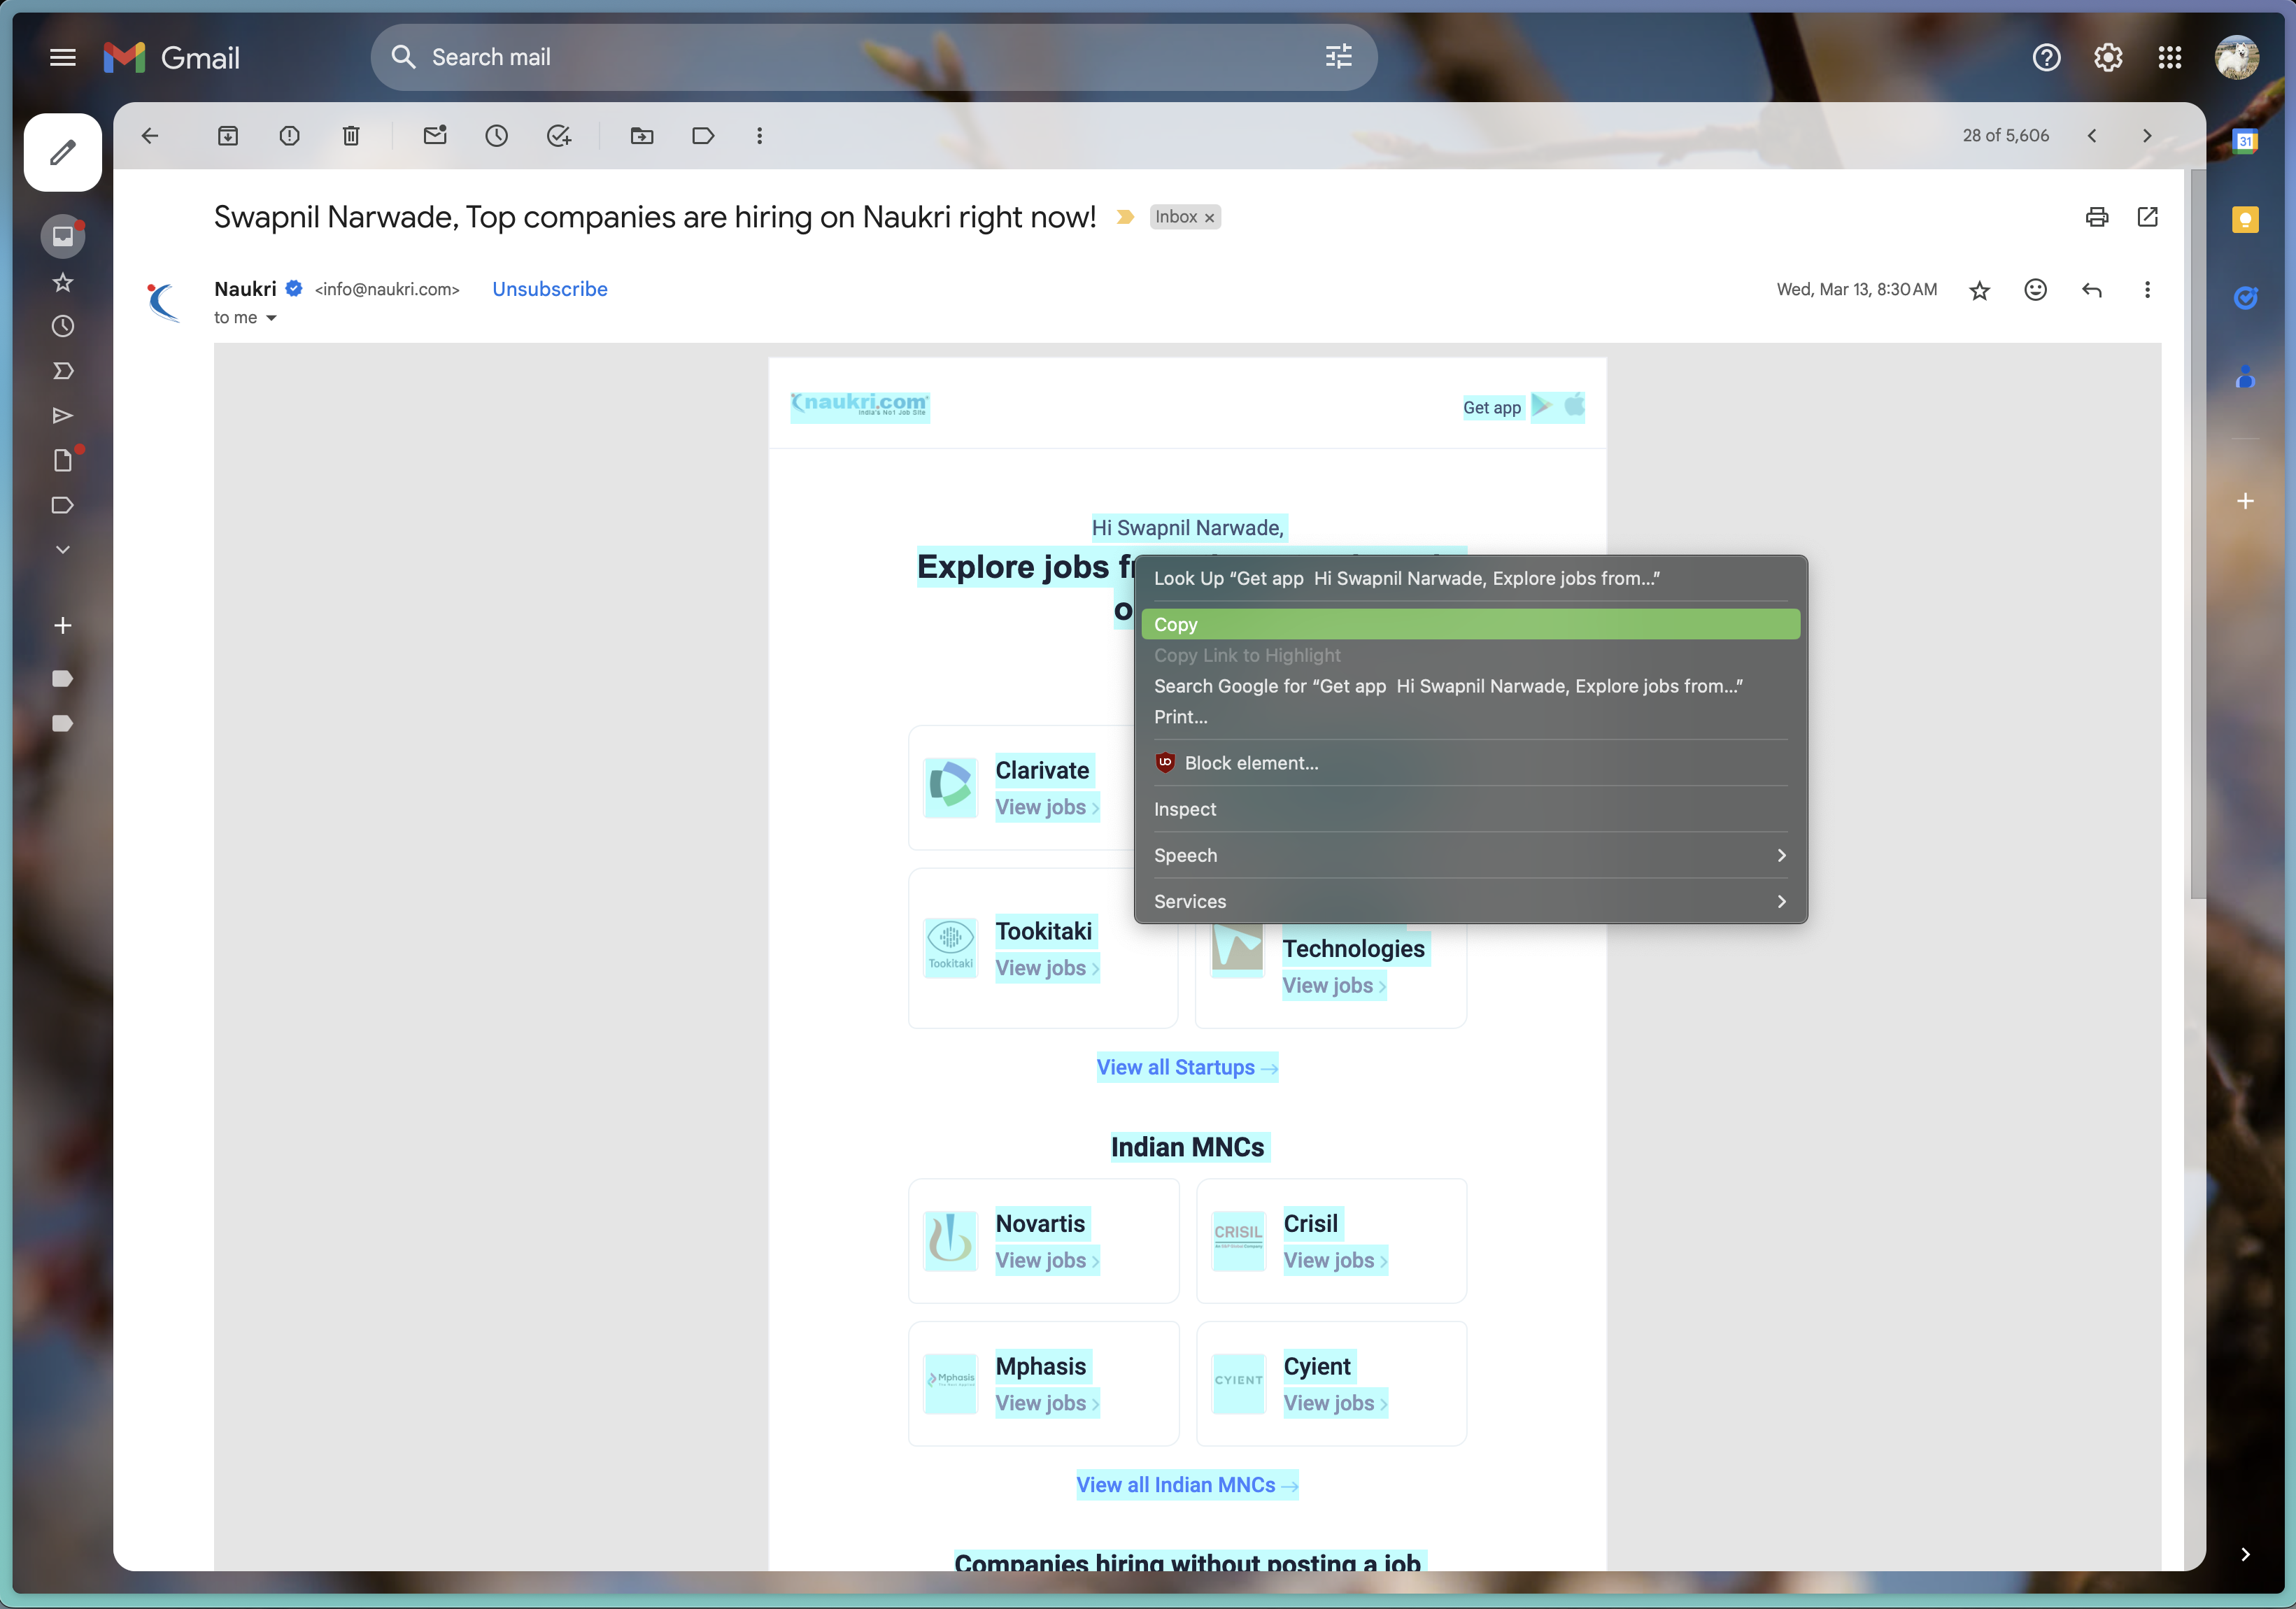 Gmail
Search mail
28 of 5,606
31
Swapnil Narwade, Top companies are hiring on Naukri right now!
Inbox ×
Naukri <info@naukri.com> Unsubscribe
Wed, Mar 13, 8:30 AM
to me
naukri.com
India's No1 Job Site
Get app
Hi Swapnil Narwade,
Explore jobs
Look Up “Get app  Hi Swapnil Narwade, Explore jobs from...”
Copy
Copy Link to Highlight
Search Google for “Get app  Hi Swapnil Narwade, Explore jobs from...”
Print...
Block element...
Inspect
Speech
Services
Clarivate
View jobs
Tookitaki
Tookitaki
View jobs
Technologies
View jobs
View all Startups →
Indian MNCs
Novartis
View jobs
CRISIL
Crisil
View jobs
Mphasis
Mphasis
View jobs
CYIENT
Cyient
View jobs
View all Indian MNCs →
Companies hiring without posting a job